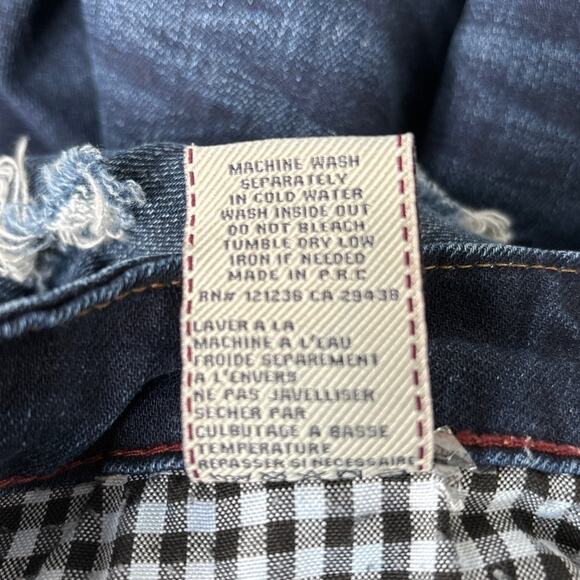 MACHINE WASH
SEPARATELY
IN COLD WATER
WASH INSIDE OUT
DO NOT BLEACH
TUMBLE DRY LOW
IRON IF NEEDED
MADE IN P.R.C
RN# 121238 CA 29438
LAVER A LA
MACHINE A L'EAU
FROIDE SEPAREMENT
A L'ENVERS
NE PAS JAVELLISER
SECHER PAR
CULBUTAGE A BASSE
TEMPERATURE
REPASSER SI NECESSAIRE